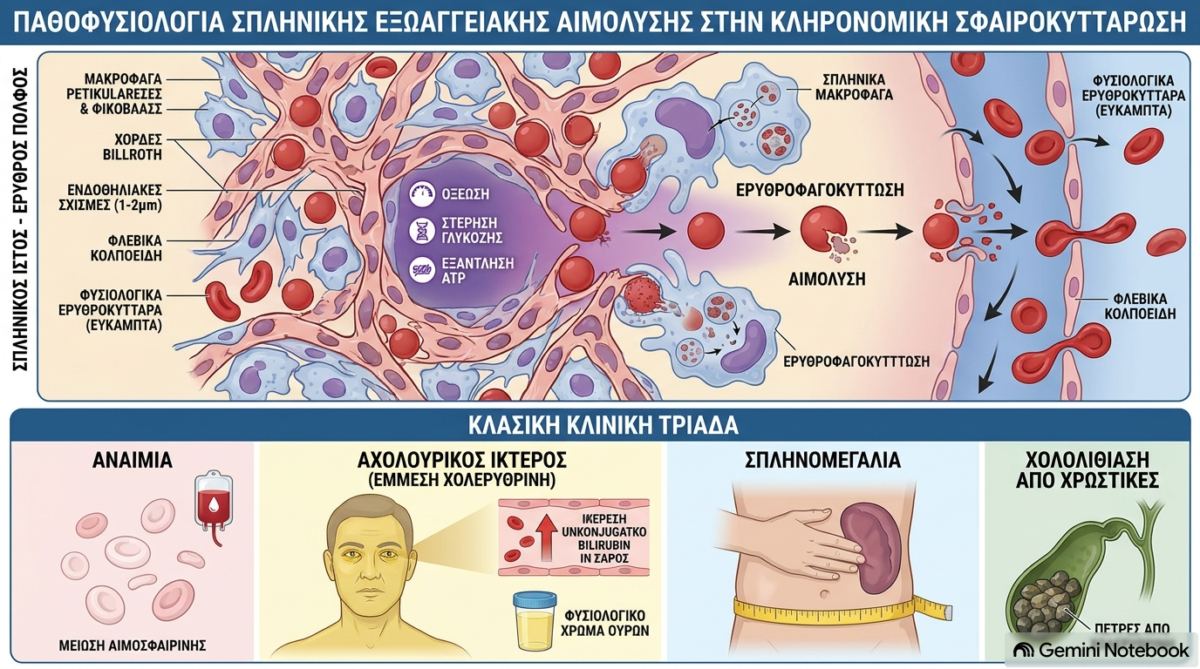 ΠΑΘΟΦΥΣΙΟΛΟΓΙΑ ΣΠΛΗΝΙΚΗΣ ΕΞΩΑΓΓΕΙΑΚΗΣ ΑΙΜΟΛΥΣΗΣ ΣΤΗΝ ΚΛΗΡΟΝΟΜΙΚΗ ΣΦΑΙΡΟΚΥΤΤΑΡΩΣΗ
ΣΠΛΗΝΙΚΟΣ ΙΣΤΟΣ - ΕΡΥΘΡΟΣ ΠΟΛΦΟΣ
ΜΑΚΡΟΦΑΓΑ
ΡΕΤΙΚULΑΡΕΣΕΣ
& ΦΙΚΟΒΑΑΣΣ
ΧΟΡΔΕΣ
BILLROTH
ΕΝΔΟΘΗΛΙΑΚΕΣ
ΣΧΙΣΜΕΣ (1-2μm)
ΦΛΕΒΙΚΑ
ΚΟΛΠΟΕΙΔΗ
ΦΥΣΙΟΛΟΓΙΚΑ
ΕΡΥΘΡΟΚΥΤΤΑΡΑ
(ΕΥΚΑΜΠΤΑ)
ΟΞΕΩΣΗ
ΣΤΕΡΗΣΗ
ΓΛΥΚΟΖΗΣ
ΕΞΑΝΤΛΗΣΗ
ATP
ΣΠΛΗΝΙΚΑ
ΜΑΚΡΟΦΑΓΑ
ΕΡΥΘΡΟΦΑΓΟΚΥΤΤΩΣΗ
ΑΙΜΟΛΥΣΗ
ΕΡΥΘΡΟΦΑΓΟΚΥΤΤΤΩΣΗ
ΦΥΣΙΟΛΟΓΙΚΑ
ΕΡΥΘΡΟΚΥΤΤΑΡΑ
(ΕΥΚΑΜΠΤΑ)
ΦΛΕΒΙΚΑ
ΚΟΛΠΟΕΙΔΗ
ΚΛΑΣΙΚΗ ΚΛΙΝΙΚΗ ΤΡΙΑΔΑ
ΑΝΑΙΜΙΑ
ΜΕΙΩΣΗ ΑΙΜΟΣΦΑΙΡΙΝΗΣ
ΑΧΟΛΟΥΡΙΚΟΣ ΙΚΤΕΡΟΣ
(ΕΜΜΕΣΗ ΧΟΛΕΡΥΘΡΙΝΗ)
ΙΚΕΡΕΣΗ
UNKONJUGATKO
BILIRUBIN
IN ΣΑΡΟΣ
ΦΥΣΙΟΛΟΓΙΚΟ
ΧΡΩΜΑ ΟΥΡΩΝ
ΣΠΛΗΝΟΜΕΓΑΛΙΑ
ΧΟΛΟΛΙΘΙΑΣΗ
ΑΠΟ ΧΡΩΣΤΙΚΕΣ
ΠΕΤΡΕΣ ΑΠΟ
Gemini Notebook